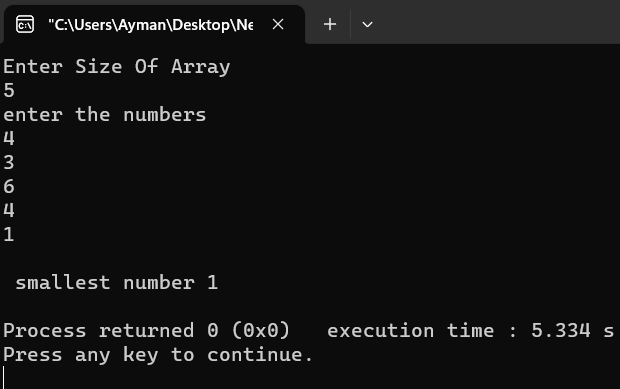 "C:\Users\Ayman\Desktop\Ne
Enter Size Of Array
5
enter the numbers
4
3
6
4
1
smallest number 1
Process returned 0 (0x0)   execution time : 5.334 s
Press any key to continue.